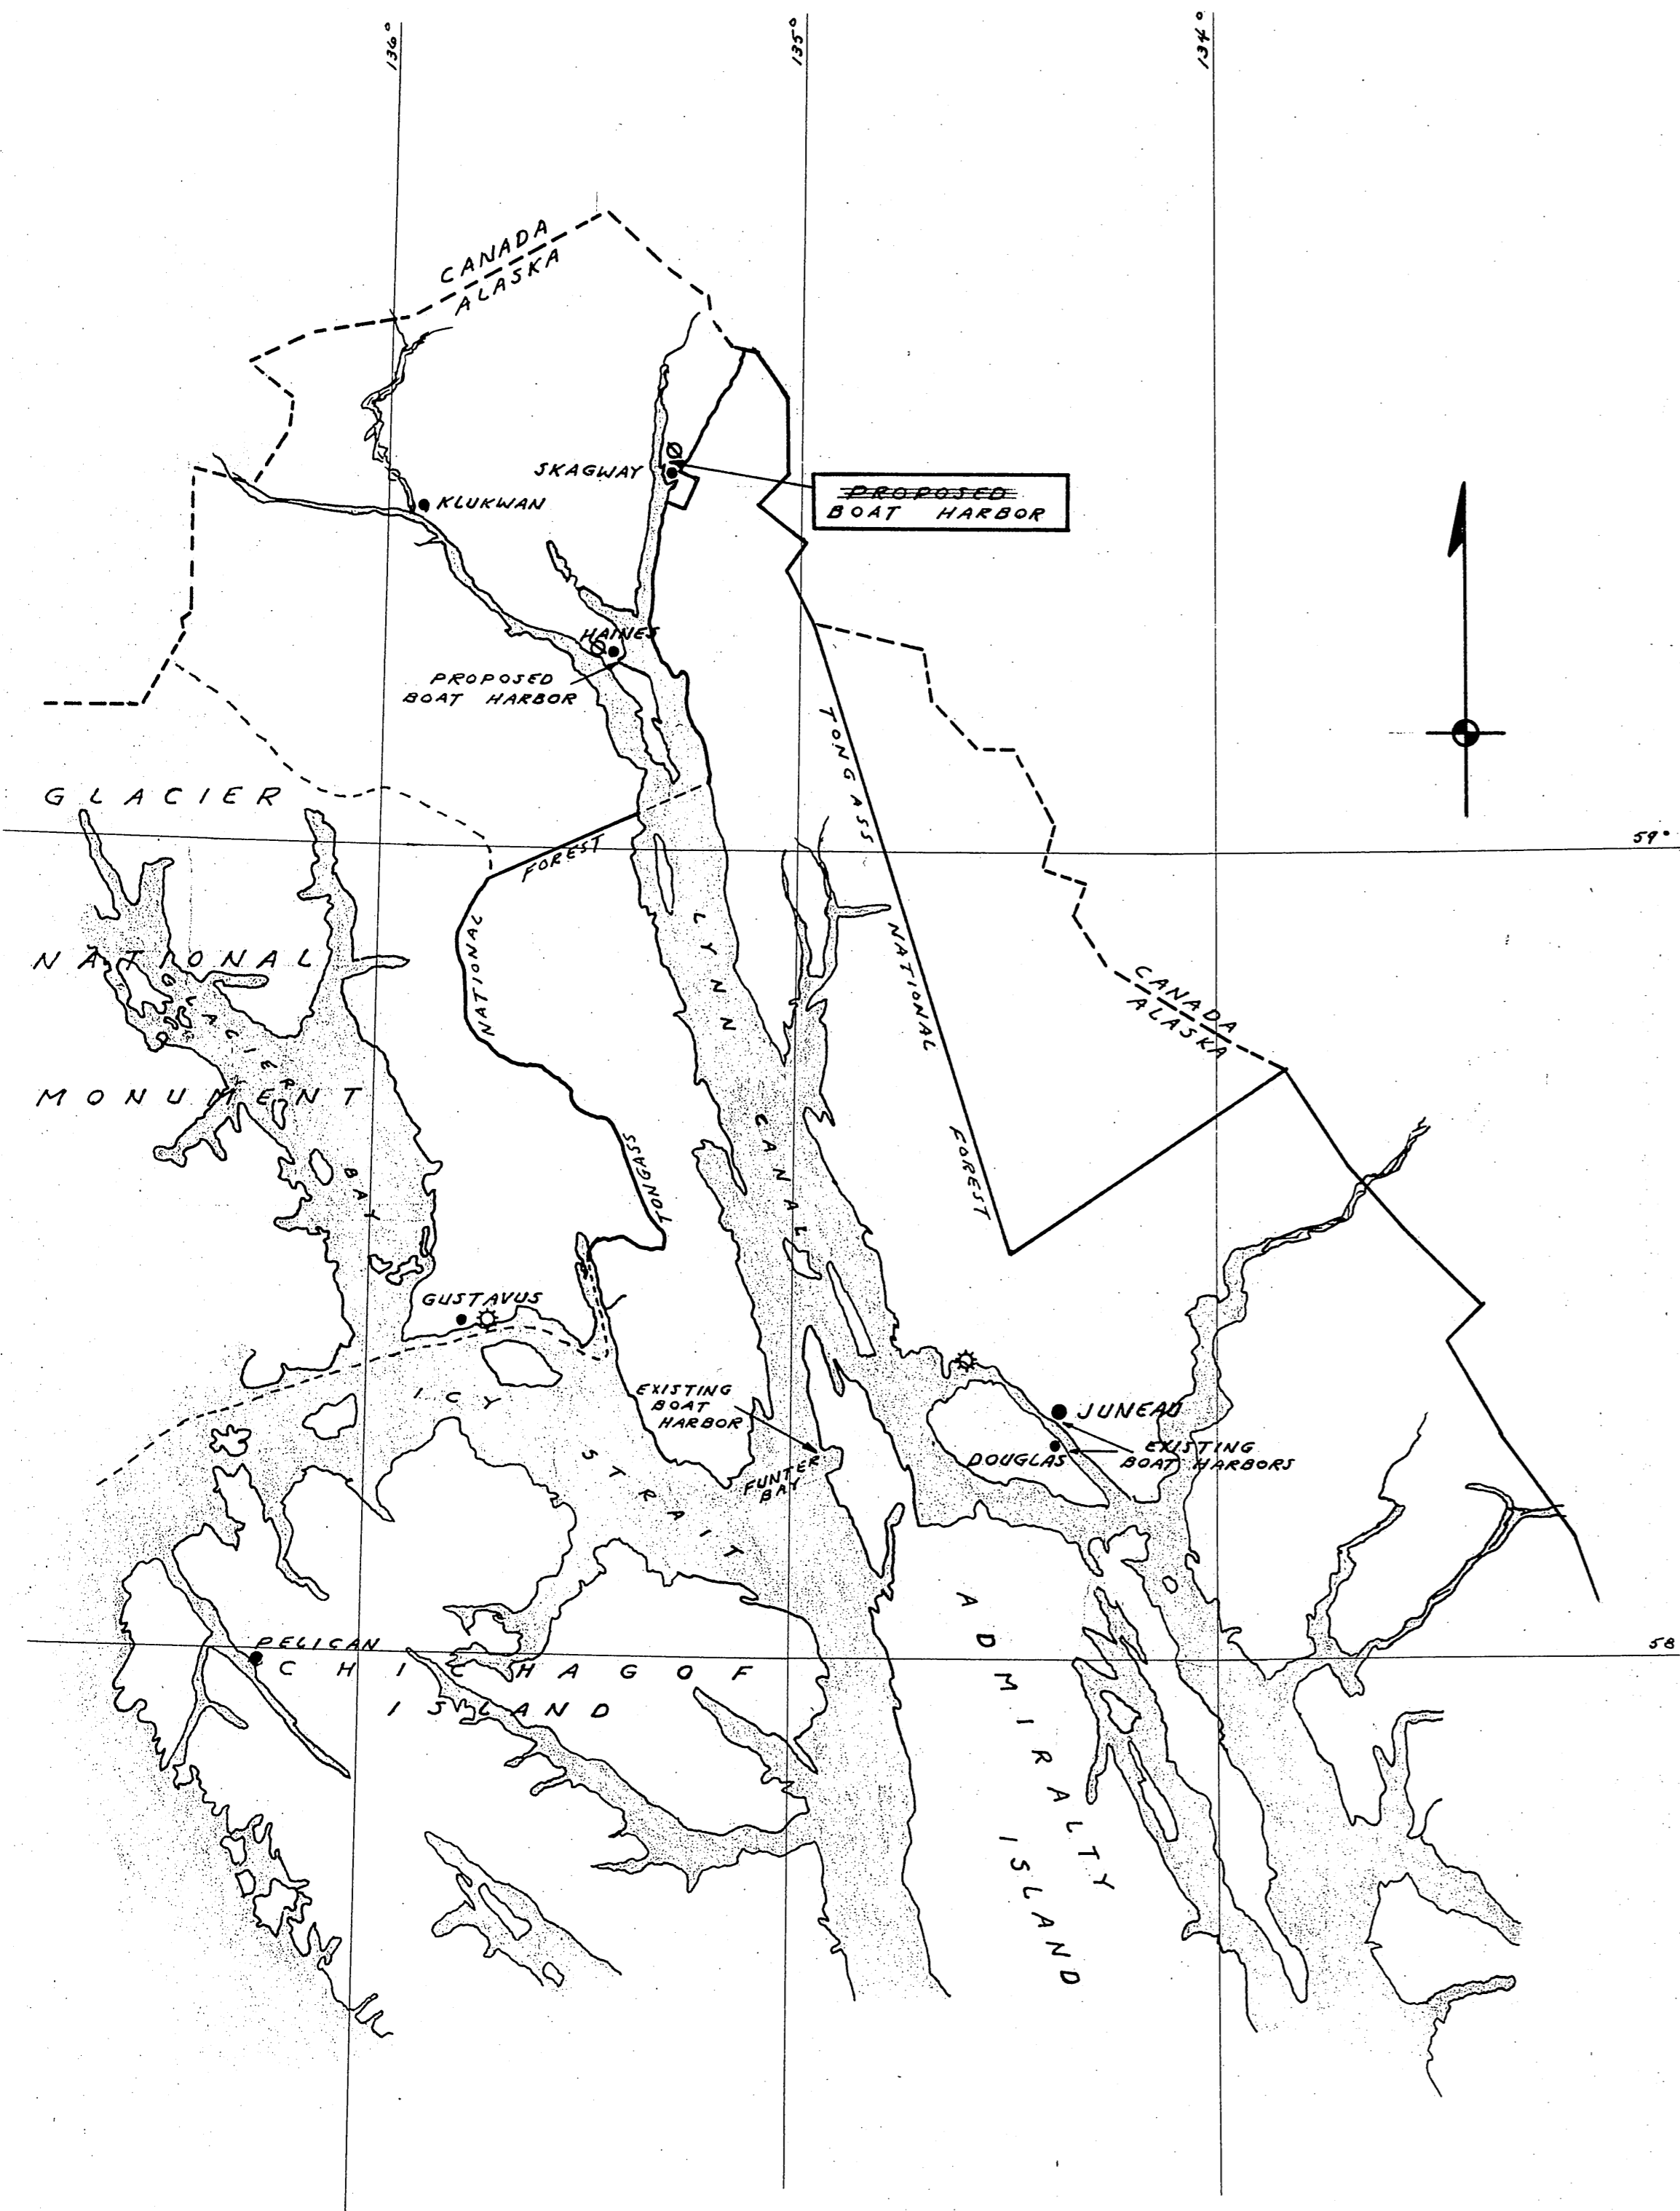 136°
135°
134°
CANADA
ALASKA
SKAGWAY
PROPOSED
BOAT HARBOR
KLUKWAN
HAINES
PROPOSED
BOAT HARBOR
TONGASS
NATIONAL
FOREST
GLACIER
NATIONAL
MONUMENT
59°
FOREST
NATIONAL
TONGASS
LYNN
CANAL
GLACIER
BAY
CANADA
ALASKA
GUSTAVUS
ICY
STRAIT
EXISTING
BOAT
HARBOR
FUNTER
BAY
JUNEAU
DOUGLAS
EXISTING
BOAT HARBORS
PELICAN
CHICHAGOF
ISLAND
ADMIRALTY
ISLAND
58